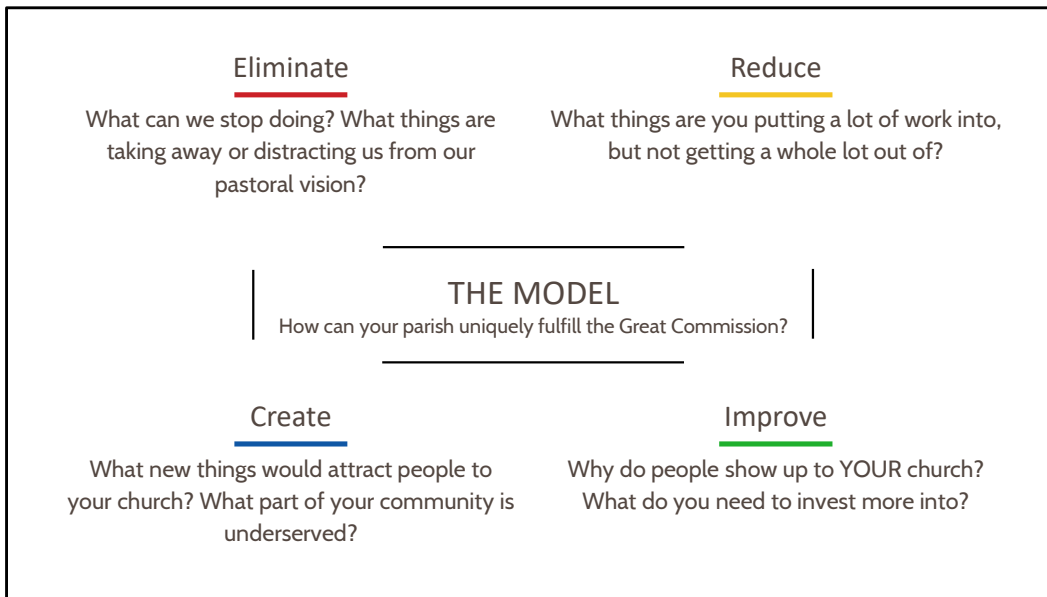 Eliminate
What can we stop doing? What things are
taking away or distracting us from our
pastoral vision?
Reduce
What things are you putting a lot of work into,
but not getting a whole lot out of?
THE MODEL
How can your parish uniquely fulfill the Great Commission?
Create
What new things would attract people to
your church? What part of your community is
underserved?
Improve
Why do people show up to YOUR church?
What do you need to invest more into?